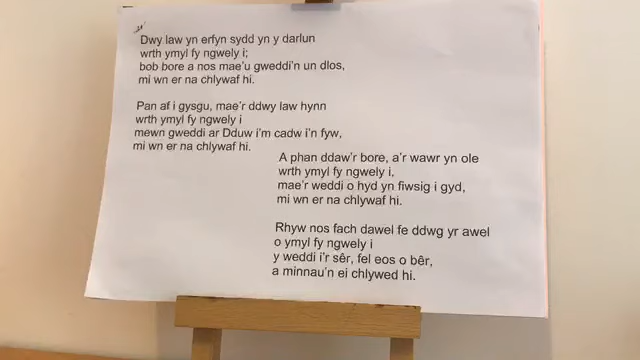 Dwy law yn erfyn sydd yn y darlun
wrth ymyl fy ngwely i;
bob bore a nos mae'u gweddi'n un dlos,
mi wn er na chlywaf hi.
Pan af i gysgu, mae'r ddwy law hynn
wrth ymyl fy ngwely i
mewn gweddi ar Dduw i'm cadw i'n fyw,
mi wn er na chlywaf hi.
A phan ddaw'r bore, a'r wawr yn ole
wrth ymyl fy ngwely i,
mae'r weddi o hyd yn fiwsig i gyd,
mi wn er na chlywaf hi.
Rhyw nos fach dawel fe ddwg yr awel
o ymyl fy ngwely i
y weddi i'r sêr, fel eos o bêr,
a minnau'n ei chlywed hi.